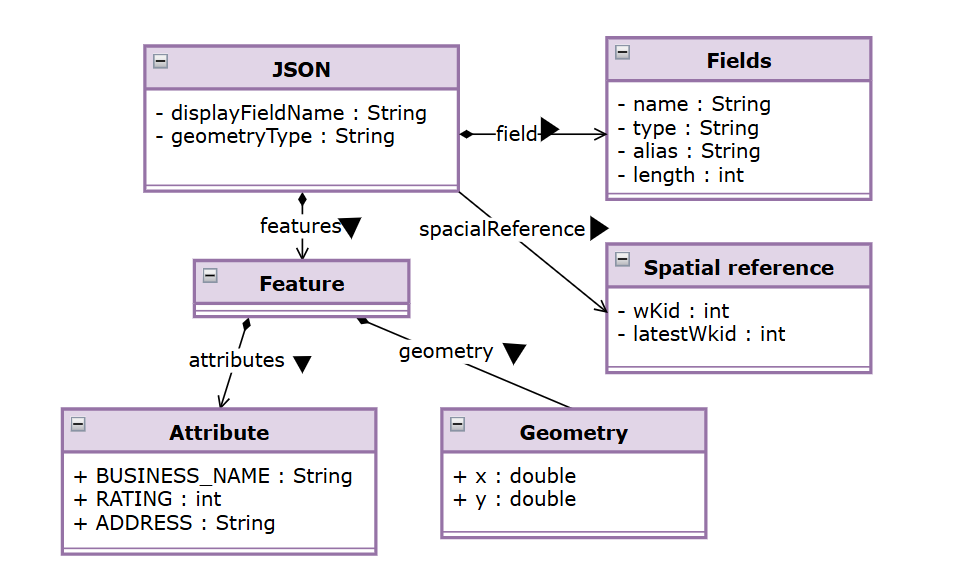 JSON
- displayFieldName : String
- geometryType : String
field
Fields
- name : String
- type : String
- alias : String
- length : int
features
spacialReference
Spatial reference
- wKid : int
- latestWkid : int
Feature
attributes
geometry
Attribute
+ BUSINESS_NAME : String
+ RATING : int
+ ADDRESS : String
Geometry
+ x : double
+ y : double